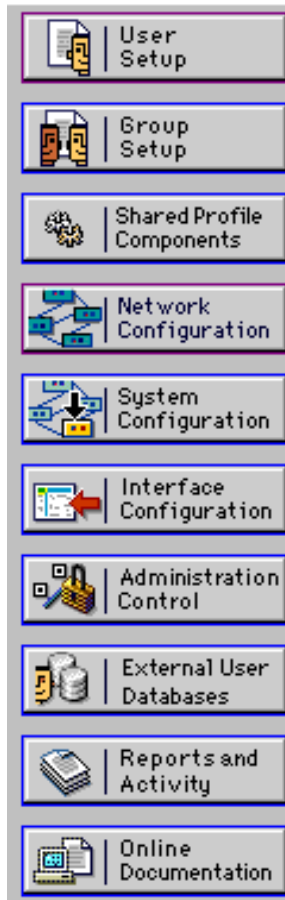 User
Setup
Group
Setup
Shared Profile
Components
Network
Configuration
System
Configuration
Interface
Configuration
Administration
Control
External User
Databases
Reports and
Activity
Online
Documentation